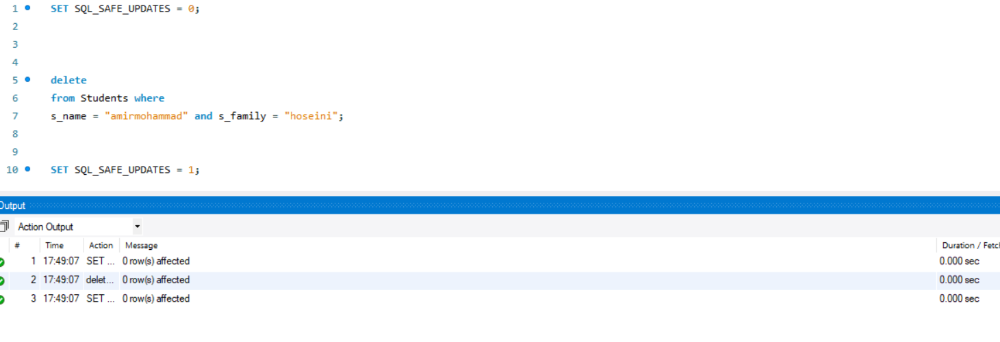 1 SET SQL_SAFE_UPDATES = 0;
2
3
4
5 delete
6 from Students where
7 s_name = "amirmohammad" and s_family = "hoseini";
8
9
10 SET SQL_SAFE_UPDATES = 1;
Output
Action Output
# Time Action Message Duration / Fetch
1 17:49:07 SET ... 0 row(s) affected 0.000 sec
2 17:49:07 delet... 0 row(s) affected 0.000 sec
3 17:49:07 SET ... 0 row(s) affected 0.000 sec